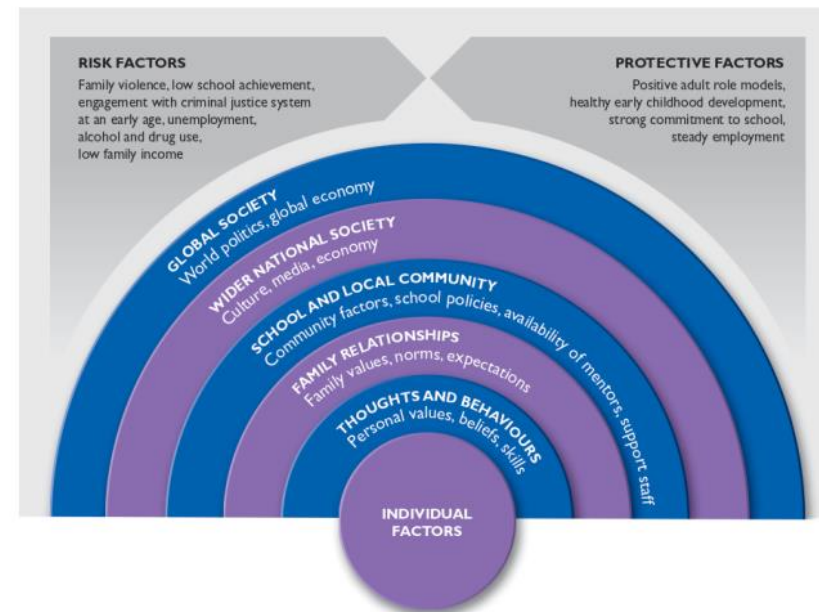 RISK FACTORS
Family violence, low school achievement,
engagement with criminal justice system
at an early age, unemployment,
alcohol and drug use,
low family income
PROTECTIVE FACTORS
Positive adult role models,
healthy early childhood development,
strong commitment to school,
steady employment
GLOBAL SOCIETY
World politics, global economy
WIDER NATIONAL SOCIETY
Culture, media, economy
SCHOOL AND LOCAL COMMUNITY
Community factors, school policies, availability of mentors, support staff
FAMILY RELATIONSHIPS
Family values, norms, expectations
THOUGHTS AND BEHAVIOURS
Personal values, beliefs, skills
INDIVIDUAL
FACTORS